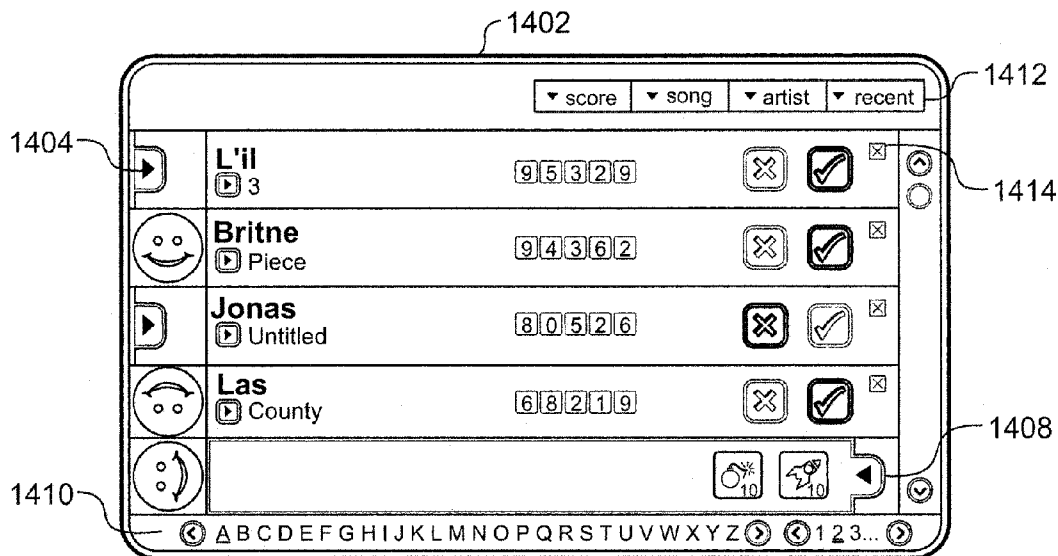 1402
score song artist recent
1412
1404
L'il
3
95329
1414
Britne
Piece
94362
Jonas
Untitled
80526
Las
County
68219
10 10
1408
1410
A B C D E F G H I J K L M N O P Q R S T U V W X Y Z 1 2 3...